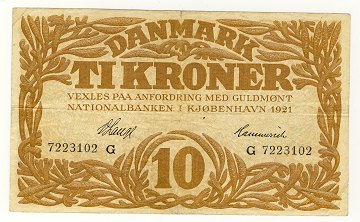 DANMARK
TI KRONER
VEXLES PAA ANFORDRING MED GULDMØNT
NATIONALBANKEN I KJØBENHAVN 1921
7223102 G G 7223102
10